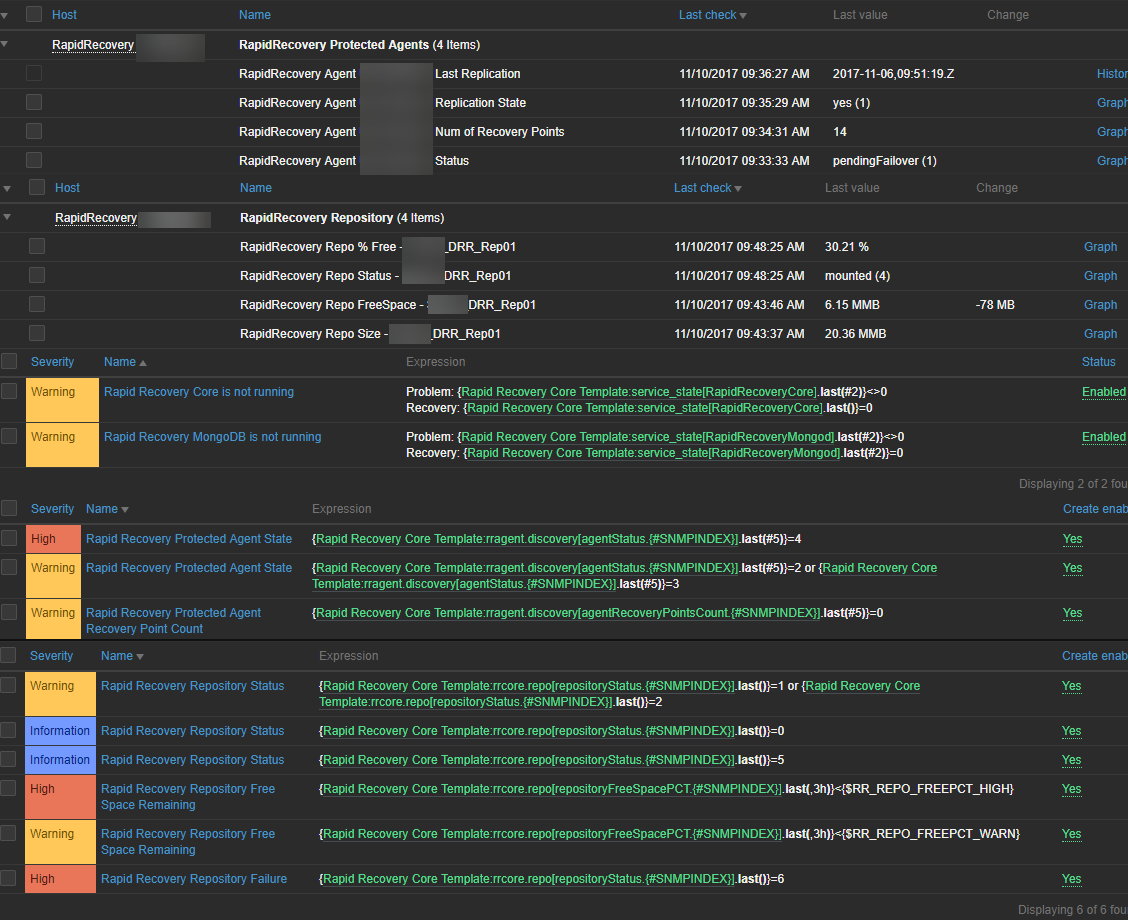 Host Name Last check Last value Change
RapidRecovery RapidRecovery Protected Agents (4 Items)
RapidRecovery Agent Last Replication 11/10/2017 09:36:27 AM 2017-11-06,09:51:19.Z Histor
RapidRecovery Agent Replication State 11/10/2017 09:35:29 AM yes (1) Graph
RapidRecovery Agent Num of Recovery Points 11/10/2017 09:34:31 AM 14 Graph
RapidRecovery Agent Status 11/10/2017 09:33:33 AM pendingFailover (1) Graph
Host Name Last check Last value Change
RapidRecovery RapidRecovery Repository (4 Items)
RapidRecovery Repo % Free - _DRR_Rep01 11/10/2017 09:48:25 AM 30.21 % Graph
RapidRecovery Repo Status - DRR_Rep01 11/10/2017 09:48:25 AM mounted (4) Graph
RapidRecovery Repo FreeSpace - DRR_Rep01 11/10/2017 09:43:46 AM 6.15 MMB -78 MB Graph
RapidRecovery Repo Size - _DRR_Rep01 11/10/2017 09:43:37 AM 20.36 MMB Graph
Severity Name Expression Status
Warning Rapid Recovery Core is not running Problem: {Rapid Recovery Core Template:service_state[RapidRecoveryCore].last(#2)}<>0 Enabled
Recovery: {Rapid Recovery Core Template:service_state[RapidRecoveryCore].last()}=0
Warning Rapid Recovery MongoDB is not running Problem: {Rapid Recovery Core Template:service_state[RapidRecoveryMongod].last(#2)}<>0 Enabled
Recovery: {Rapid Recovery Core Template:service_state[RapidRecoveryMongod].last(#2)}=0
Displaying 2 of 2 fou
Severity Name Expression Create enab
High Rapid Recovery Protected Agent State {Rapid Recovery Core Template:rragent.discovery[agentStatus.{#SNMPINDEX}].last(#5)}=4 Yes
Warning Rapid Recovery Protected Agent State {Rapid Recovery Core Template:rragent.discovery[agentStatus.{#SNMPINDEX}].last(#5)}=2 or {Rapid Recovery Core Yes
Template:rragent.discovery[agentStatus.{#SNMPINDEX}].last(#5)}=3
Warning Rapid Recovery Protected Agent {Rapid Recovery Core Template:rragent.discovery[agentRecoveryPointsCount.{#SNMPINDEX}].last(#5)}=0 Yes
Recovery Point Count
Severity Name Expression Create enab
Warning Rapid Recovery Repository Status {Rapid Recovery Core Template:rrcore.repo[repositoryStatus.{#SNMPINDEX}].last()}=1 or {Rapid Recovery Core Yes
Template:rrcore.repo[repositoryStatus.{#SNMPINDEX}].last()}=2
Information Rapid Recovery Repository Status {Rapid Recovery Core Template:rrcore.repo[repositoryStatus.{#SNMPINDEX}].last()}=0 Yes
Information Rapid Recovery Repository Status {Rapid Recovery Core Template:rrcore.repo[repositoryStatus.{#SNMPINDEX}].last()}=5 Yes
High Rapid Recovery Repository Free {Rapid Recovery Core Template:rrcore.repo[repositoryFreeSpacePCT.{#SNMPINDEX}].last(,3h)}<{$RR_REPO_FREEPCT_HIGH} Yes
Space Remaining
Warning Rapid Recovery Repository Free {Rapid Recovery Core Template:rrcore.repo[repositoryFreeSpacePCT.{#SNMPINDEX}].last(,3h)}<{$RR_REPO_FREEPCT_WARN} Yes
Space Remaining
High Rapid Recovery Repository Failure {Rapid Recovery Core Template:rrcore.repo[repositoryStatus.{#SNMPINDEX}].last()}=6 Yes
Displaying 6 of 6 fou